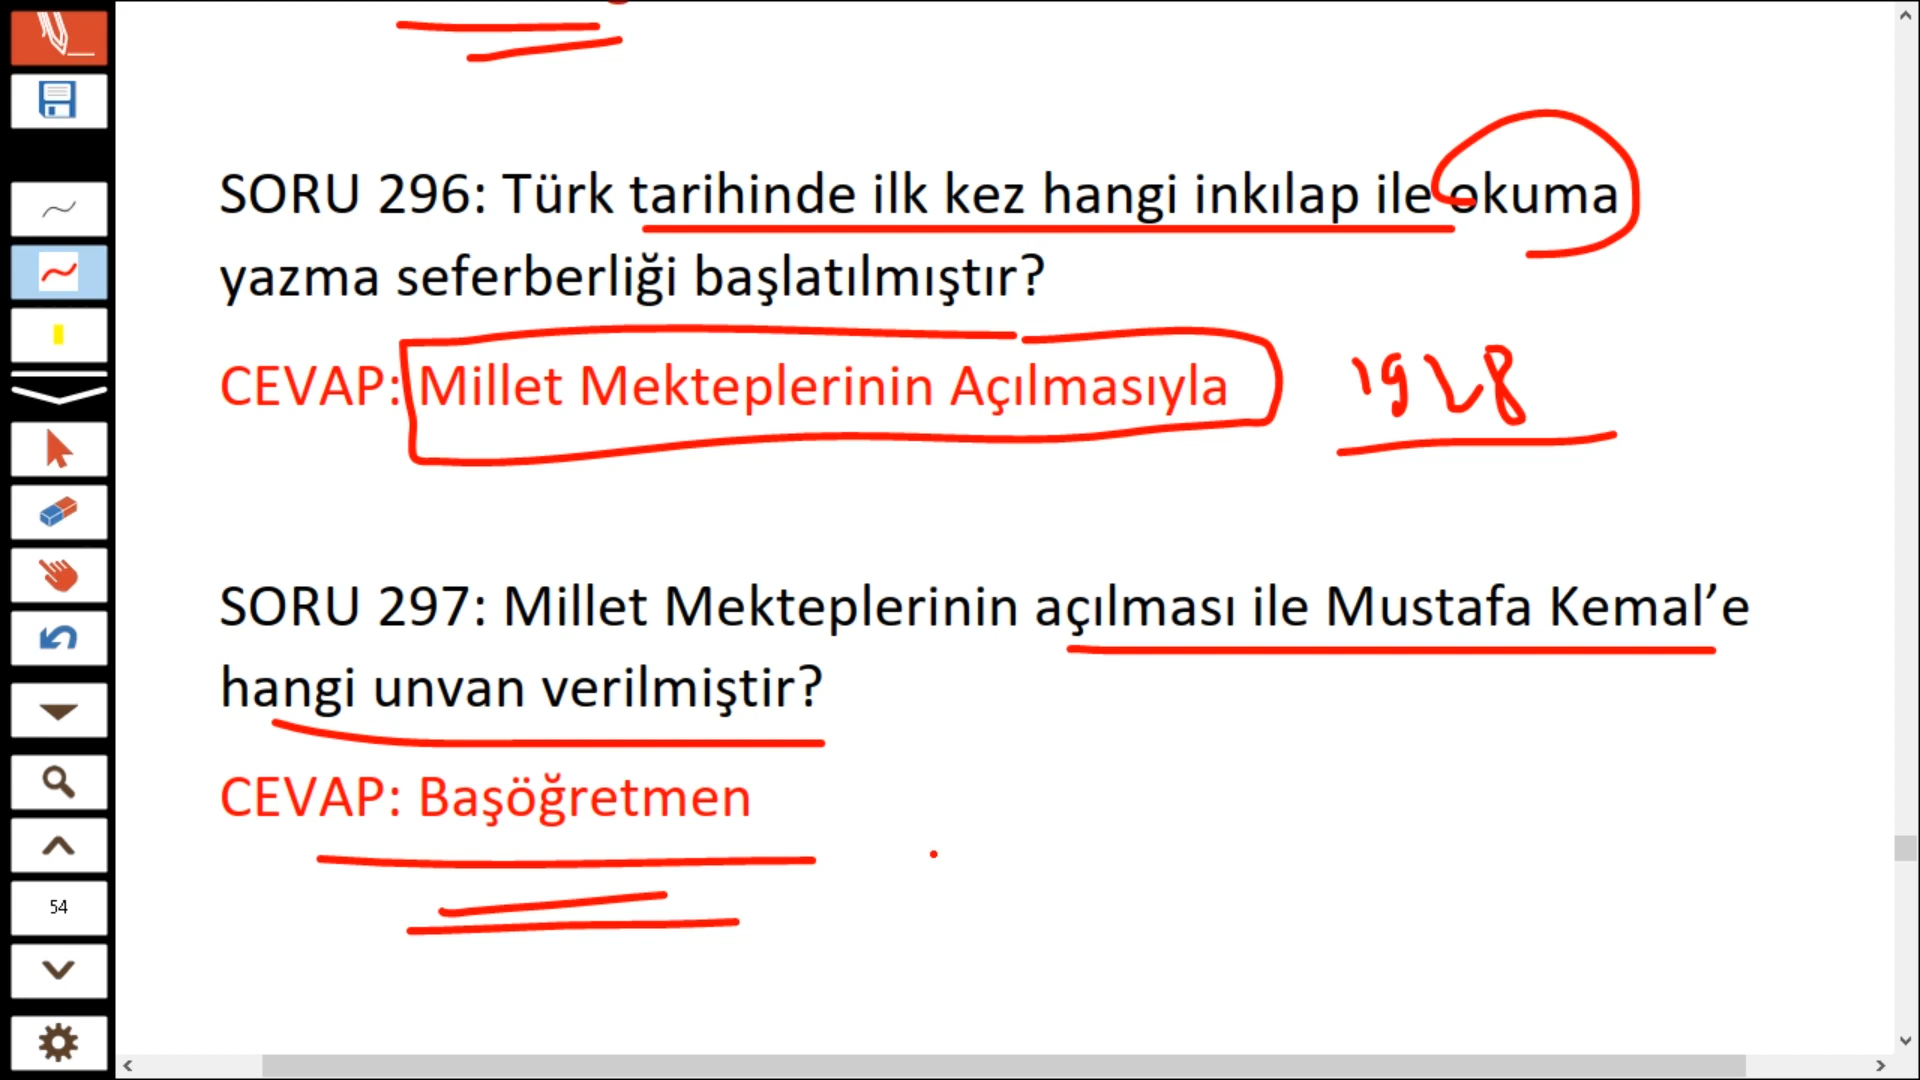 SORU 296: Türk tarihinde ilk kez hangi inkılap ile okuma
yazma seferberliği başlatılmıştır?
CEVAP: Millet Mekteplerinin Açılmasıyla 1928
SORU 297: Millet Mekteplerinin açılması ile Mustafa Kemal’e
hangi unvan verilmiştir?
CEVAP: Başöğretmen
54